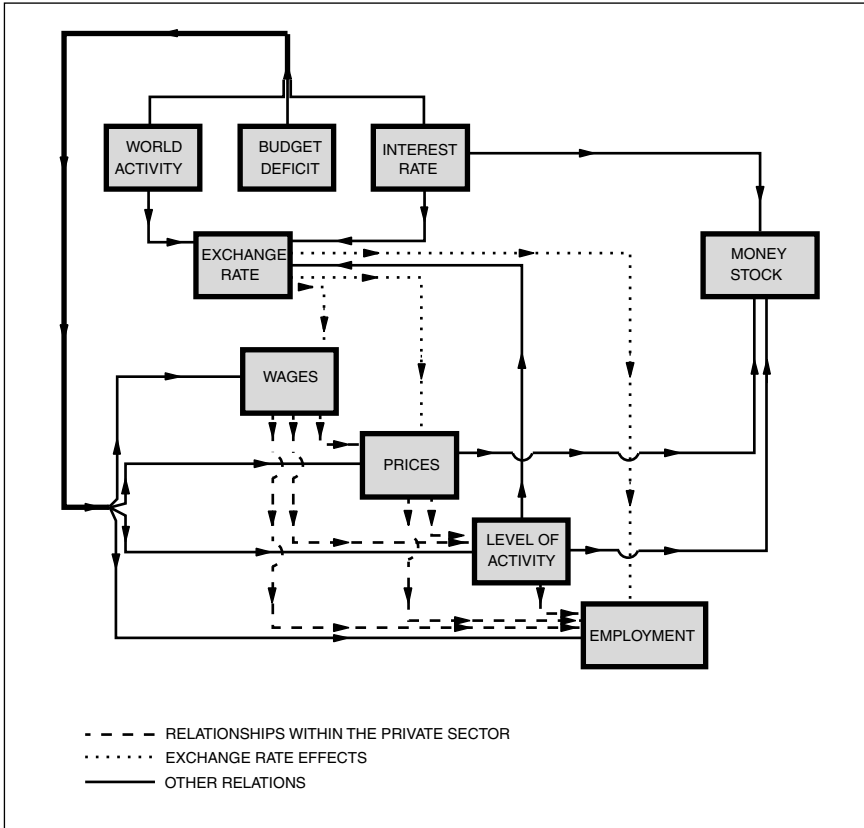 WORLD
ACTIVITY
BUDGET
DEFICIT
INTEREST
RATE
EXCHANGE
RATE
MONEY
STOCK
WAGES
PRICES
LEVEL OF
ACTIVITY
EMPLOYMENT
RELATIONSHIPS WITHIN THE PRIVATE SECTOR
EXCHANGE RATE EFFECTS
OTHER RELATIONS